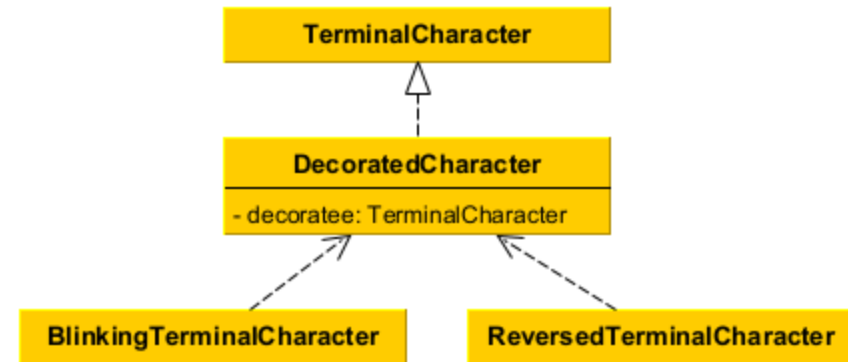 TerminalCharacter
DecoratedCharacter
- decoratee: TerminalCharacter
BlinkingTerminalCharacter
ReversedTerminalCharacter